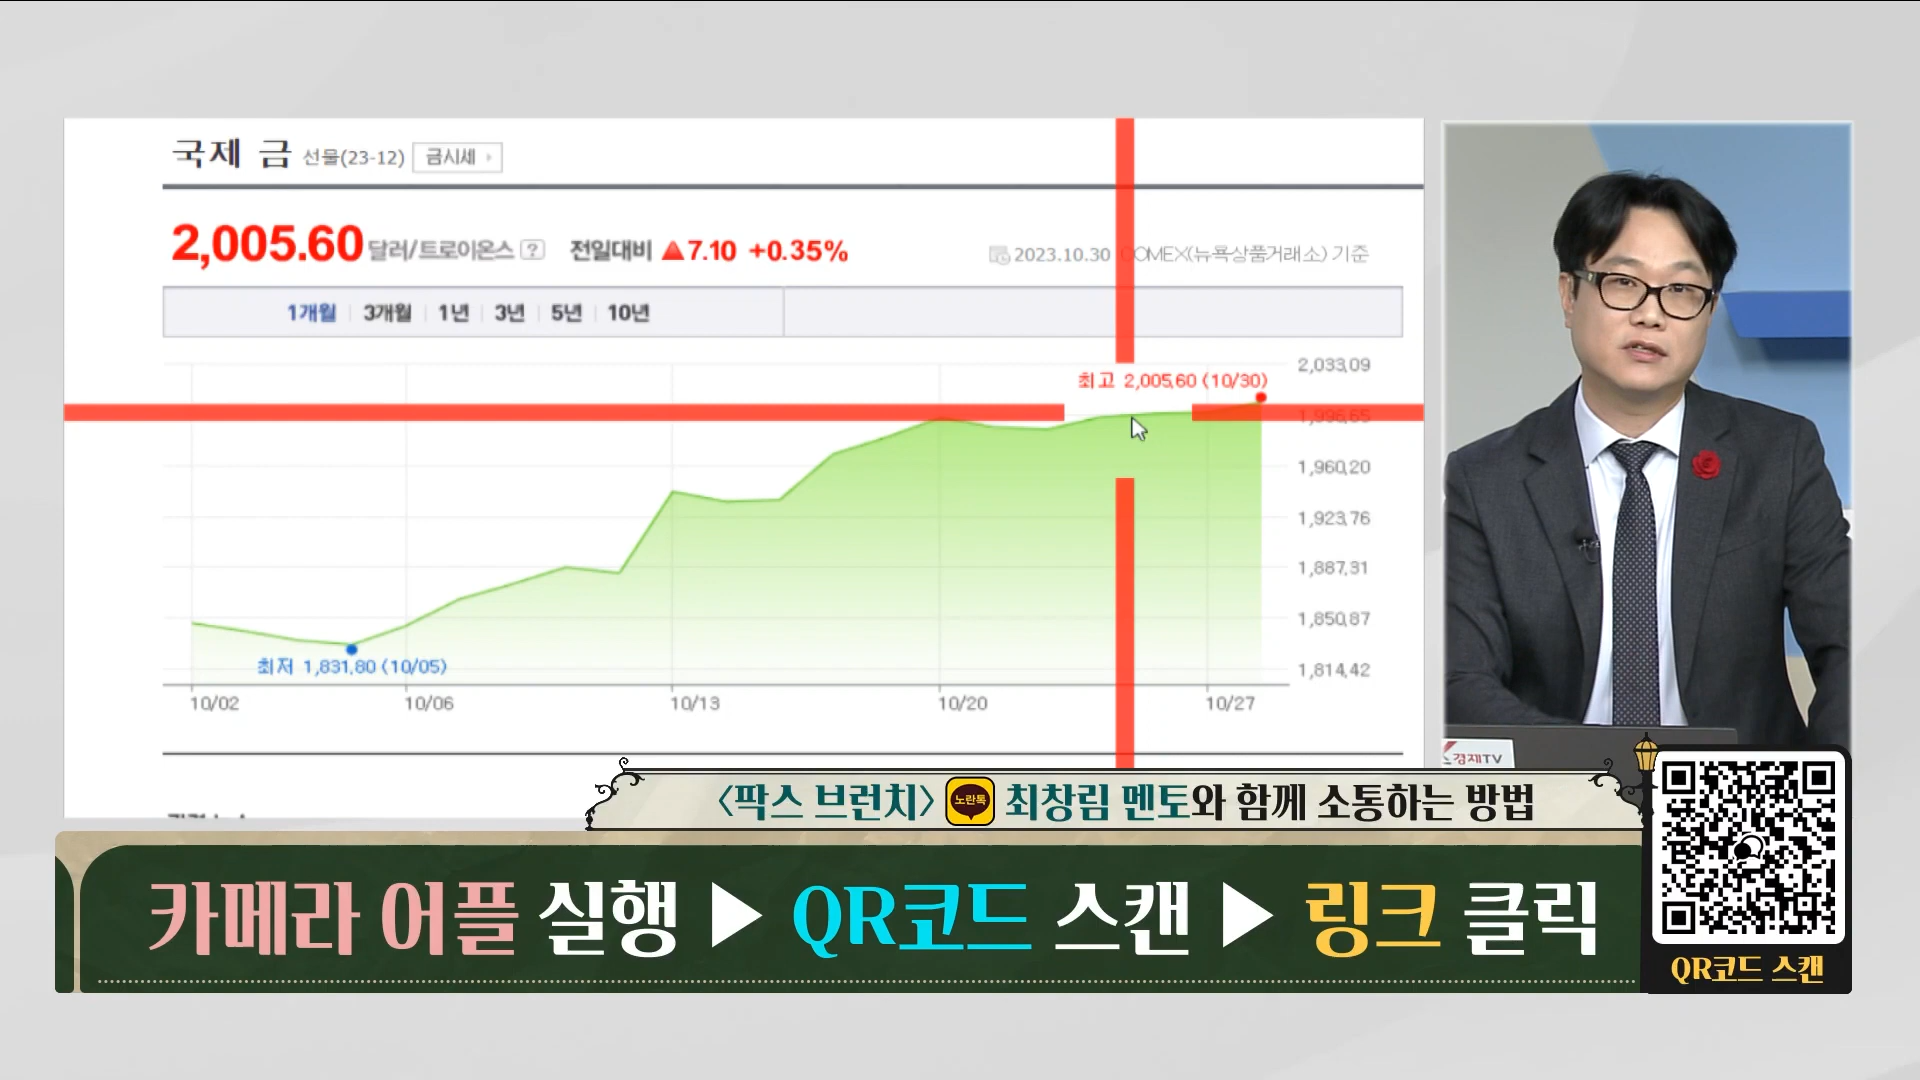 국제 금 선물(23-12) 금시세
2,005.60 달러/트로이온스 ? 전일대비 ▲7.10 +0.35%
2023.10.30 COMEX(뉴욕상품거래소) 기준
1개월 3개월 1년 3년 5년 10년
2,033.09
최고 2,005.60 (10/30)
1,996.65
1,960.20
1,923.76
1,887.31
1,850.87
최저 1,831.80 (10/05)
1,814.42
10/02 10/06 10/13 10/20 10/27
경제TV
〈팍스 브런치〉 노란톡 최창림 멘토와 함께 소통하는 방법
카메라 어플 실행 ▶ QR코드 스캔 ▶ 링크 클릭
QR코드 스캔